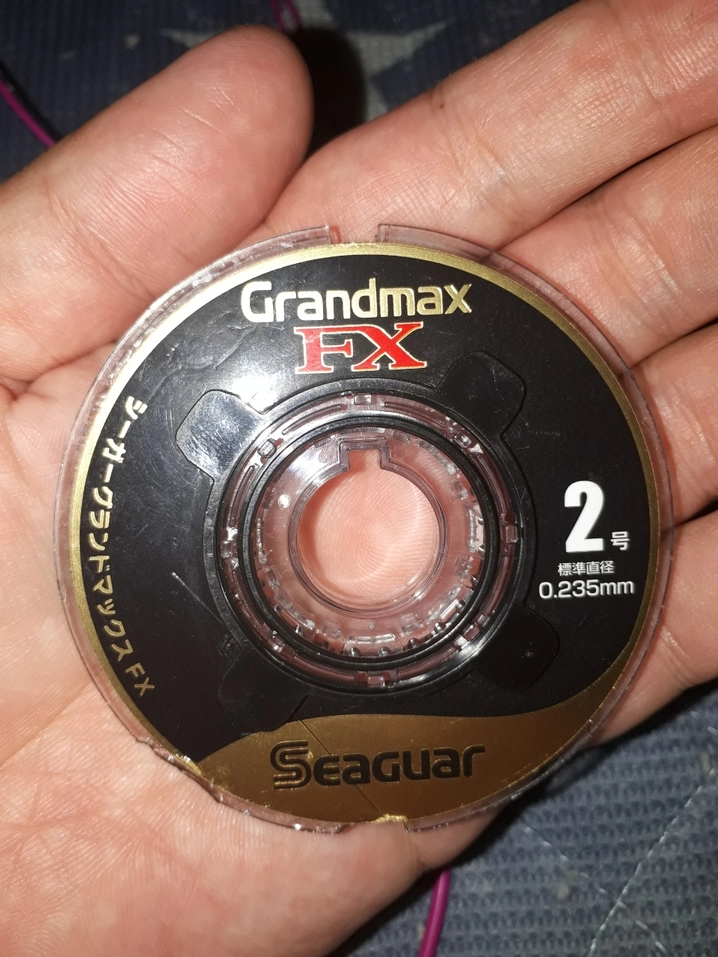 Grandmax
FX
シーガーグランドマックスFX
2号
標準直径
0.235mm
Seaguar